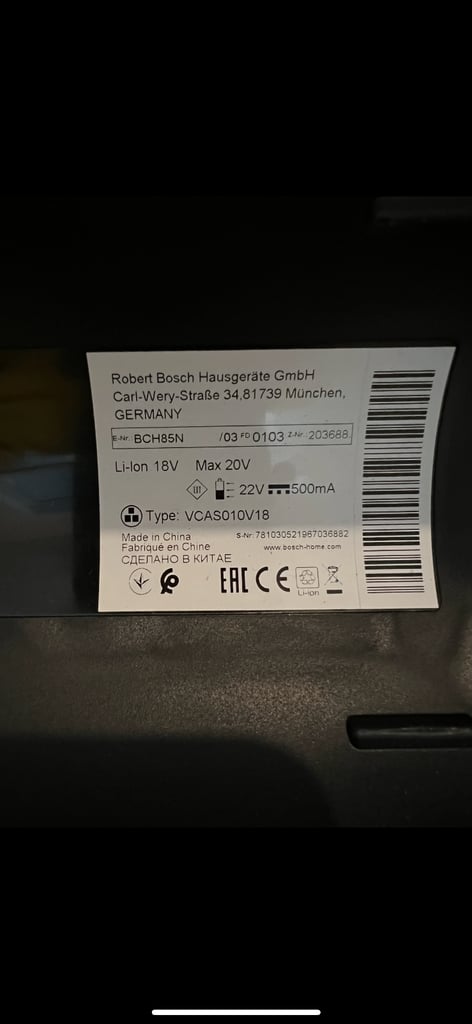 Robert Bosch Hausgeräte GmbH
Carl-Wery-Straße 34,81739 München,
GERMANY
E-Nr.: BCH85N /03 FD 0103 Z-Nr.: 203688
Li-Ion 18V Max 20V
22V 500mA
Type: VCAS010V18
Made in China S-Nr: 781030521967036882
Fabriqué en Chine www.bosch-home.com
СДЕЛАНО В КИТАЕ
EAC CE Li-Ion